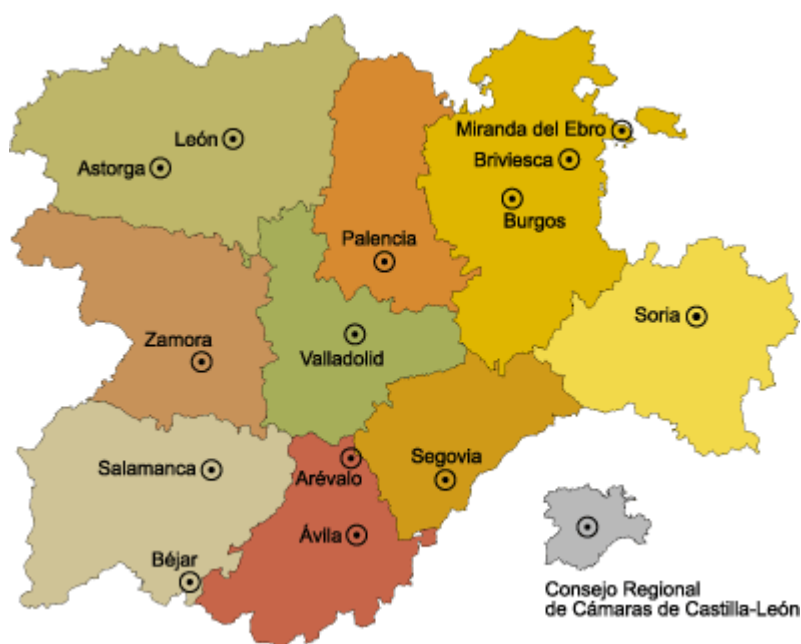 León
Astorga
Miranda del Ebro
Briviesca
Burgos
Palencia
Soria
Zamora
Valladolid
Salamanca
Arévalo
Segovia
Ávila
Béjar
Consejo Regional
de Cámaras de Castilla-León